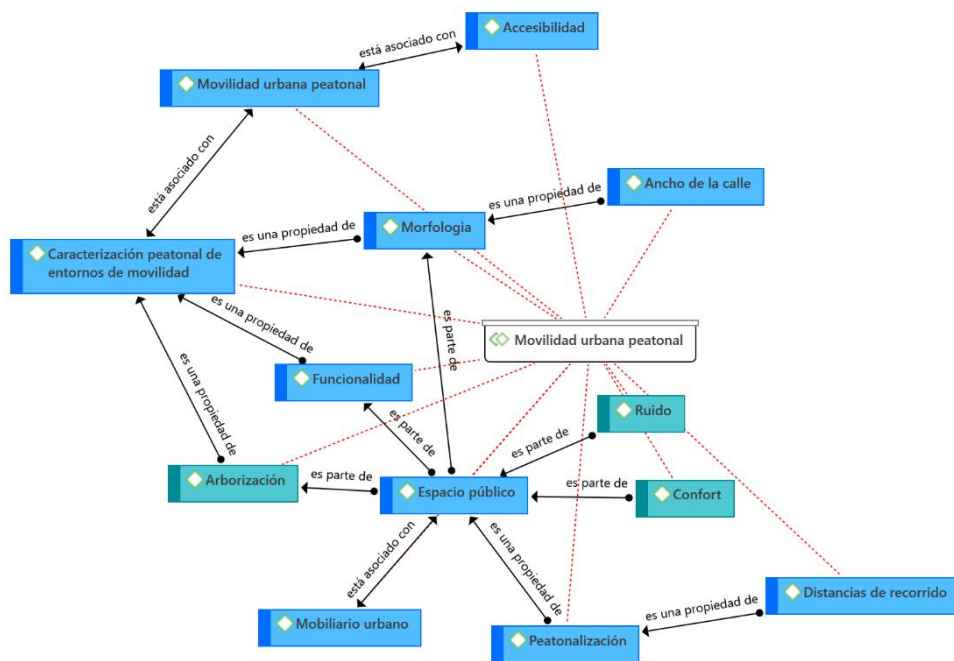 Accesibilidad
está asociado con
Movilidad urbana peatonal
está asociado con
Ancho de la calle
es una propiedad de
Morfologia
es una propiedad de
Caracterización peatonal de
entornos de movilidad
es una propiedad de
es parte de
Movilidad urbana peatonal
Funcionalidad
es una propiedad de
es parte de
Ruido
es parte de
Arborización
es parte de
Espacio público
es parte de
Confort
está asociado con
es una propiedad de
Distancias de recorrido
es una propiedad de
Mobiliario urbano
Peatonalización